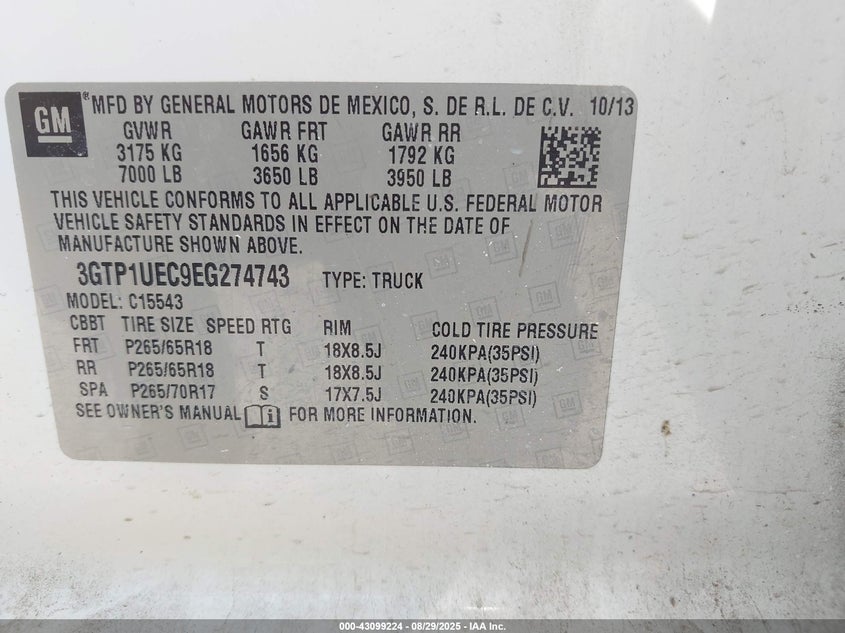 GM ® MFD BY GENERAL MOTORS DE MEXICO, S. DE R.L. DE C.V. 10/13
GVWR GAWR FRT GAWR RR
3175 KG 1656 KG 1792 KG
7000 LB 3650 LB 3950 LB
THIS VEHICLE CONFORMS TO ALL APPLICABLE U.S. FEDERAL MOTOR
VEHICLE SAFETY STANDARDS IN EFFECT ON THE DATE OF
MANUFACTURE SHOWN ABOVE.
3GTP1UEC9EG274743 TYPE: TRUCK
MODEL: C15543
CBBT TIRE SIZE SPEED RTG RIM COLD TIRE PRESSURE
FRT P265/65R18 T 18X8.5J 240KPA(35PSI)
RR P265/65R18 T 18X8.5J 240KPA(35PSI)
SPA P265/70R17 S 17X7.5J 240KPA(35PSI)
SEE OWNER'S MANUAL FOR MORE INFORMATION.
000-43099224 - 08/29/2025 - IAA Inc.